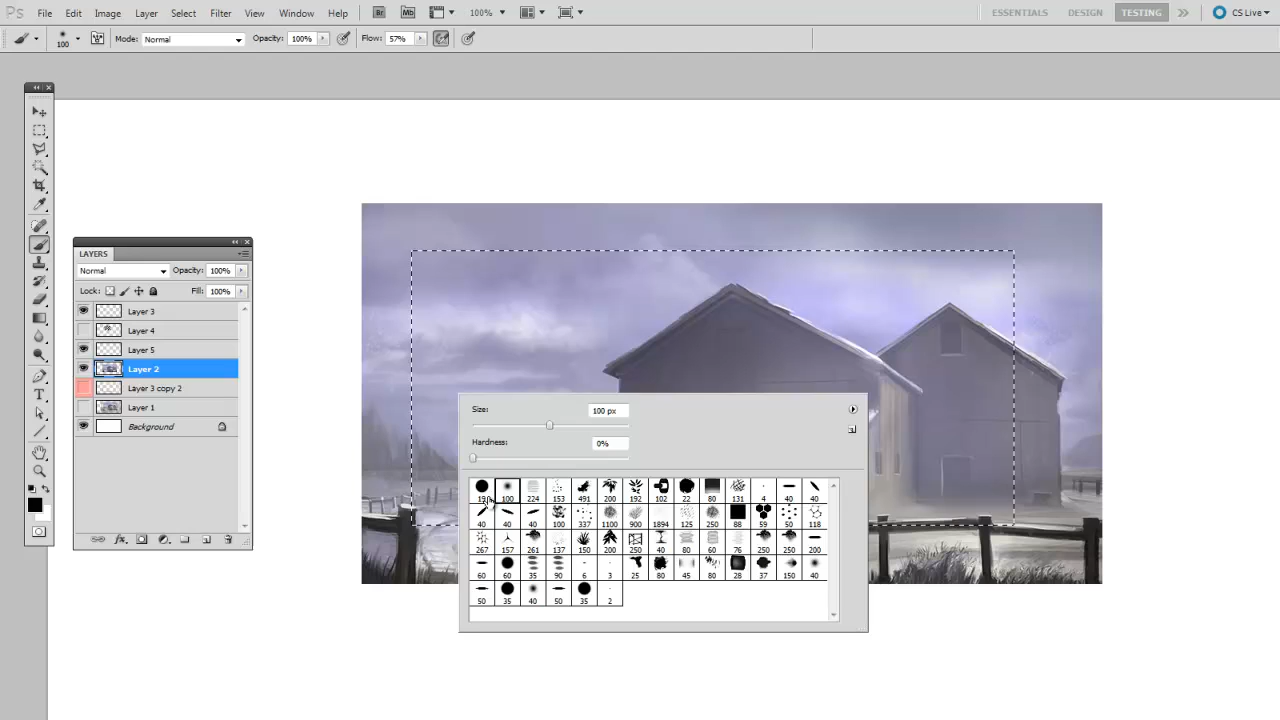 Ps File Edit Image Layer Select Filter View Window Help Br Mb 100% ESSENTIALS DESIGN TESTING CS Live
100 Mode: Normal Opacity: 100% Flow: 57%
LAYERS
Normal Opacity: 100%
Lock: Fill: 100%
Layer 3
Layer 4
Layer 5
Layer 2
Layer 3 copy 2
Layer 1
Background
Size: 100 px
Hardness: 0%
100 224 153 491 200 192 102 22 80 131 4 40 40
40 40 40 100 337 1100 900 1894 125 250 88 59 50 118
267 157 261 137 150 200 250 40 80 60 76 250 250 200
60 60 35 90 6 3 25 80 45 80 28 37 150 40
50 35 40 50 35 2